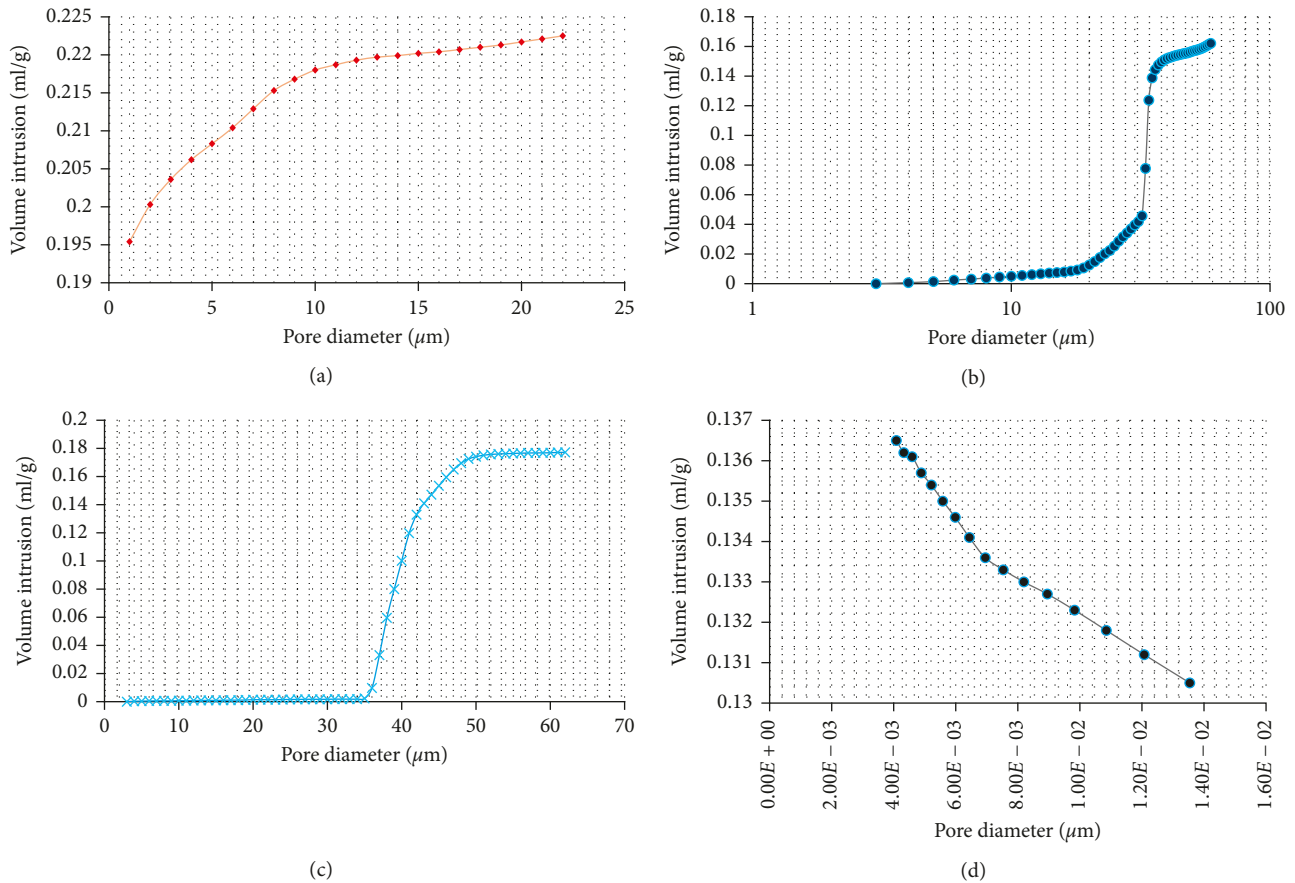 0.225
0.22
0.215
0.21
0.205
0.2
0.195
0.19
Volume intrusion (ml/g)
0 5 10 15 20 25
Pore diameter (μm)
(a)
0.18
0.16
0.14
0.12
0.1
0.08
0.06
0.04
0.02
0
Volume intrusion (ml/g)
1 10 100
Pore diameter (μm)
(b)
0.2
0.18
0.16
0.14
0.12
0.1
0.08
0.06
0.04
0.02
0
Volume intrusion (ml/g)
0 10 20 30 40 50 60 70
Pore diameter (μm)
(c)
0.137
0.136
0.135
0.134
0.133
0.132
0.131
0.13
Volume intrusion (ml/g)
0.00E + 00
2.00E − 03
4.00E − 03
6.00E − 03
8.00E − 03
1.00E − 02
1.20E − 02
1.40E − 02
1.60E − 02
Pore diameter (μm)
(d)